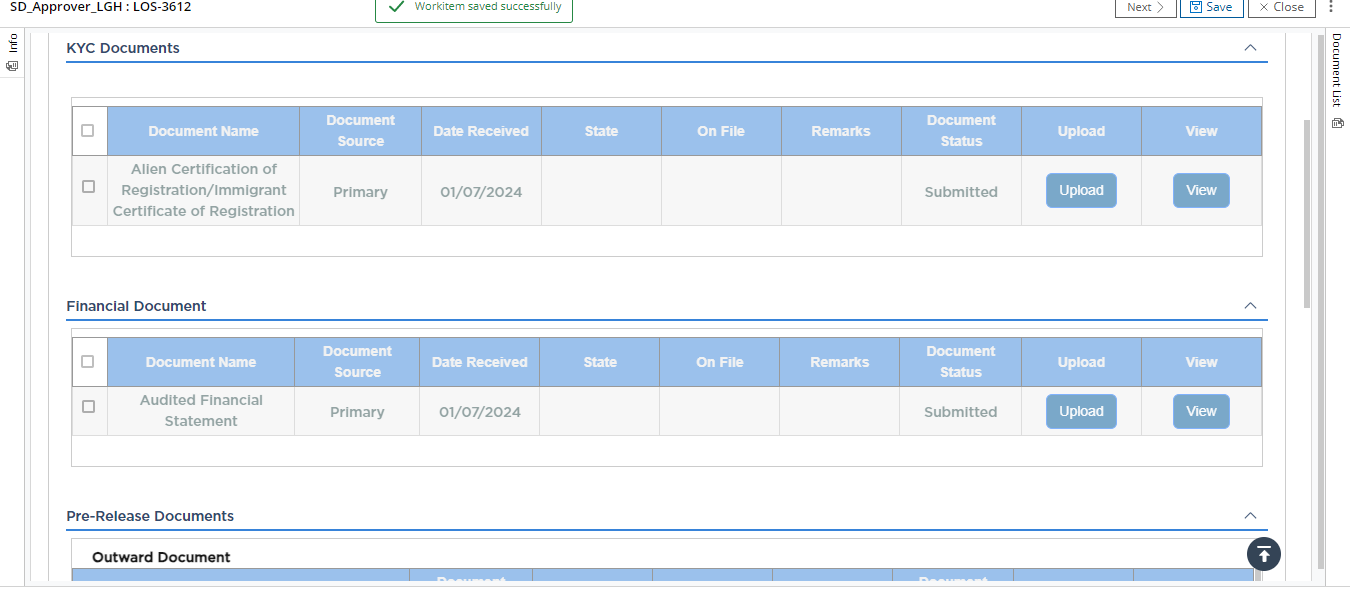 SD_Approver_LGH : LOS-3612
Workitem saved successfully
Next
Save
Close
Info
Document List
KYC Documents
Document Name
Document Source
Date Received
State
On File
Remarks
Document Status
Upload
View
Alien Certification of
Registration/Immigrant
Certificate of Registration
Primary
01/07/2024
Submitted
Upload
View
Financial Document
Document Name
Document Source
Date Received
State
On File
Remarks
Document Status
Upload
View
Audited Financial
Statement
Primary
01/07/2024
Submitted
Upload
View
Pre-Release Documents
Outward Document
Document
Document